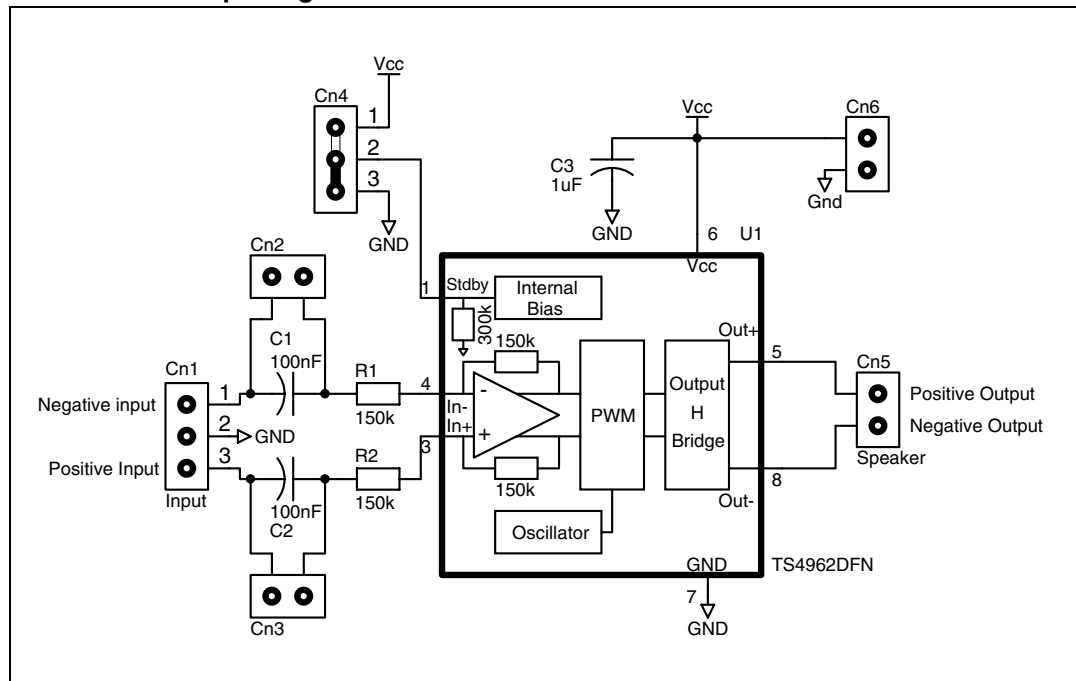 Vcc
Cn4
1
2
3
GND
Vcc
Cn6
C3
1uF
GND
Gnd
6
U1
Vcc
Cn2
1
Stdby
Internal
Bias
300k
150k
Out+
5
C1
100nF
Cn1
1
R1
4
Negative input
150k
In-
-
PWM
Output
H
Bridge
Cn5
Positive Output
2
GND
In+
+
Negative Output
Positive Input
3
R2
3
Speaker
Input
100nF
C2
150k
150k
8
Out-
Oscillator
GND
TS4962DFN
7
GND
Cn3